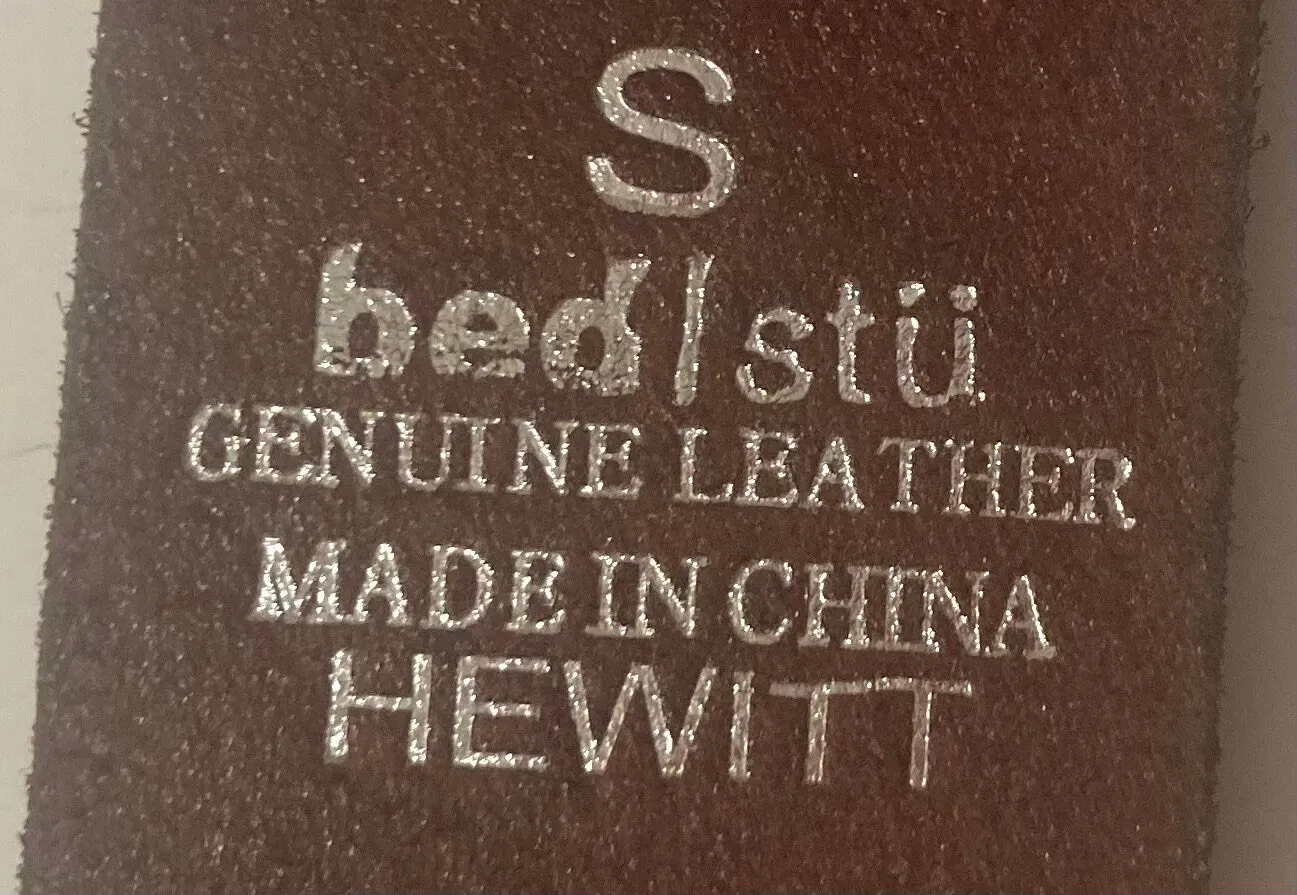 S
bed|stü
GENUINE LEATHER
MADE IN CHINA
HEWITT